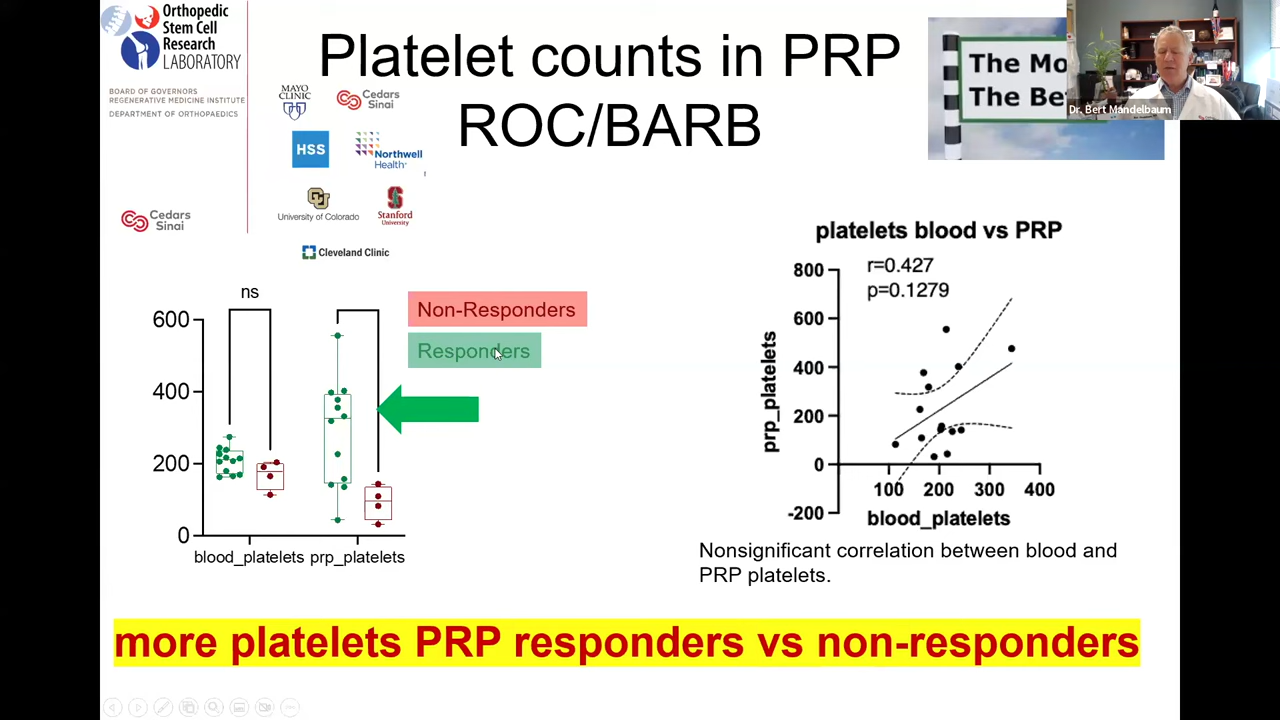 Orthopedic
Stem Cell
Research
LABORATORY
BOARD OF GOVERNORS
REGENERATIVE MEDICINE INSTITUTE
DEPARTMENT OF ORTHOPAEDICS
Cedars
Sinai
MAYO
CLINIC
Cedars
Sinai
HSS
Northwell
Health
University of Colorado
Stanford
University
Cleveland Clinic
Platelet counts in PRP
ROC/BARB
The Mo
The Be
Dr. Bert Mandelbaum
ns
600
400
200
0
blood_platelets prp_platelets
Non-Responders
Responders
platelets blood vs PRP
r=0.427
p=0.1279
800
600
400
200
0
-200
prp_platelets
100 200 300 400
blood_platelets
Nonsignificant correlation between blood and
PRP platelets.
more platelets PRP responders vs non-responders